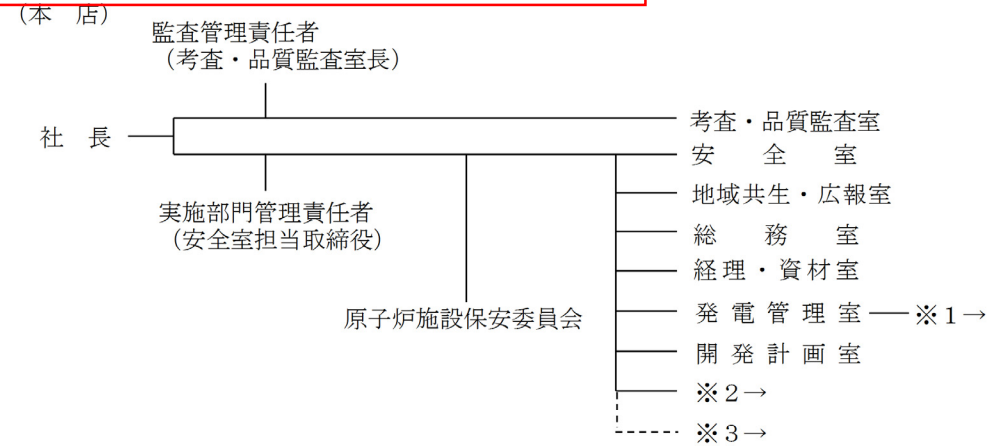 （本　店）
監査管理責任者
（考査・品質監査室長）
社　長
考査・品質監査室
安　全　室
実施部門管理責任者
（安全室担当取締役）
地域共生・広報室
総　務　室
経理・資材室
原子炉施設保安委員会
発電管理室
※1→
開発計画室
※2→
※3→